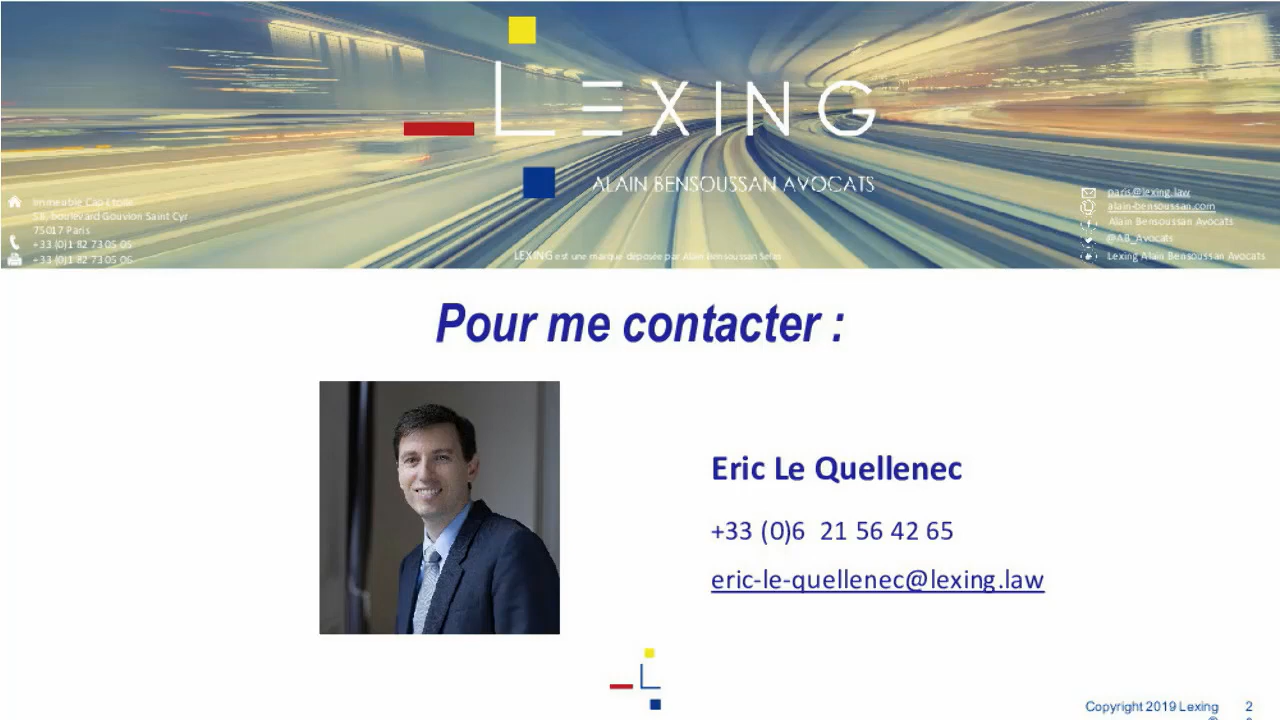 LEXING
ALAIN BENSOUSSAN AVOCATS
Immeuble Cap Etoile
58, boulevard Gouvion Saint Cyr
75017 Paris
+33 (0)1 82 73 05 05
+33 (0)1 82 73 05 06
LEXING est une marque déposée par Alain Bensoussan Selas
paris@lexing.law
alain-bensoussan.com
Alain Bensoussan Avocats
@AB_Avocats
Lexing Alain Bensoussan Avocats
Pour me contacter :
Eric Le Quellenec
+33 (0)6 21 56 42 65
eric-le-quellenec@lexing.law
L
Copyright 2019 Lexing 2